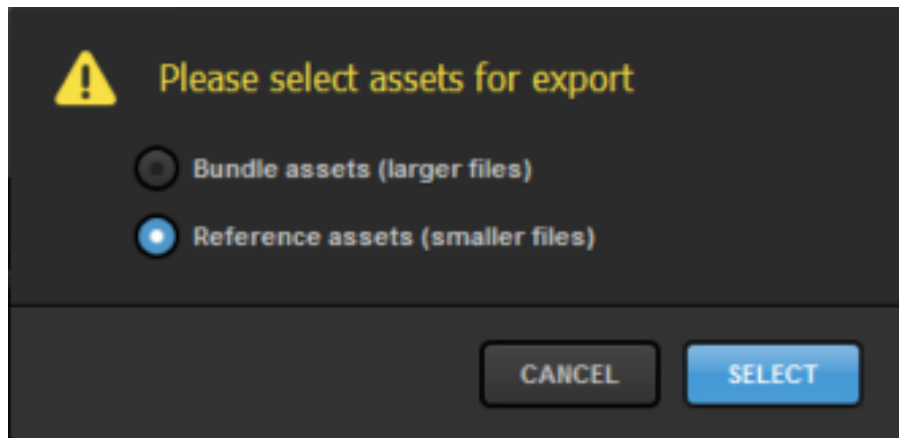 Please select assets for export
Bundle assets (larger files)
Reference assets (smaller files)
CANCEL SELECT